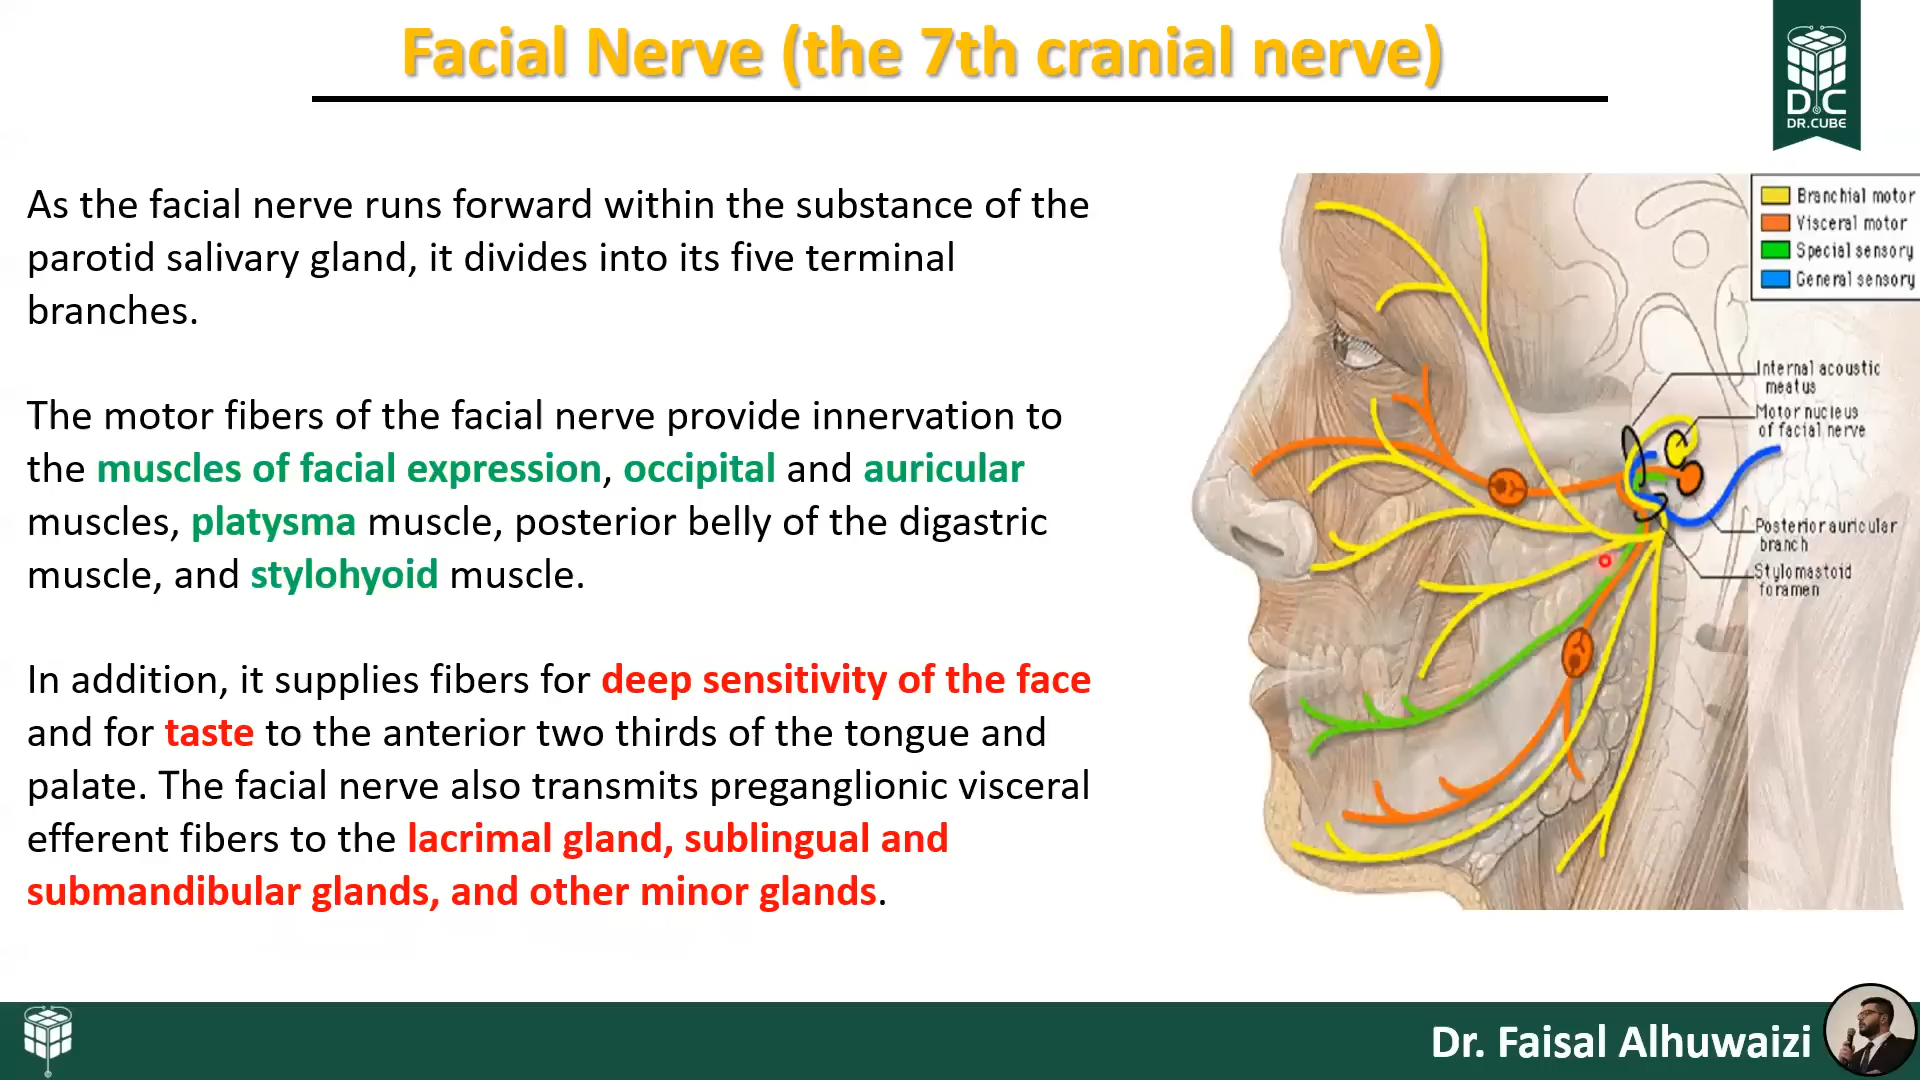 Facial Nerve (the 7th cranial nerve)
DC
DR.CUBE
As the facial nerve runs forward within the substance of the
parotid salivary gland, it divides into its five terminal
branches.
The motor fibers of the facial nerve provide innervation to
the muscles of facial expression, occipital and auricular
muscles, platysma muscle, posterior belly of the digastric
muscle, and stylohyoid muscle.
In addition, it supplies fibers for deep sensitivity of the face
and for taste to the anterior two thirds of the tongue and
palate. The facial nerve also transmits preganglionic visceral
efferent fibers to the lacrimal gland, sublingual and
submandibular glands, and other minor glands.
Branchial motor
Visceral motor
Special sensory
General sensory
Internal acoustic
meatus
Motor nucleus
of facial nerve
Posterior auricular
branch
Stylomastoid
foramen
Dr. Faisal Alhuwaizi